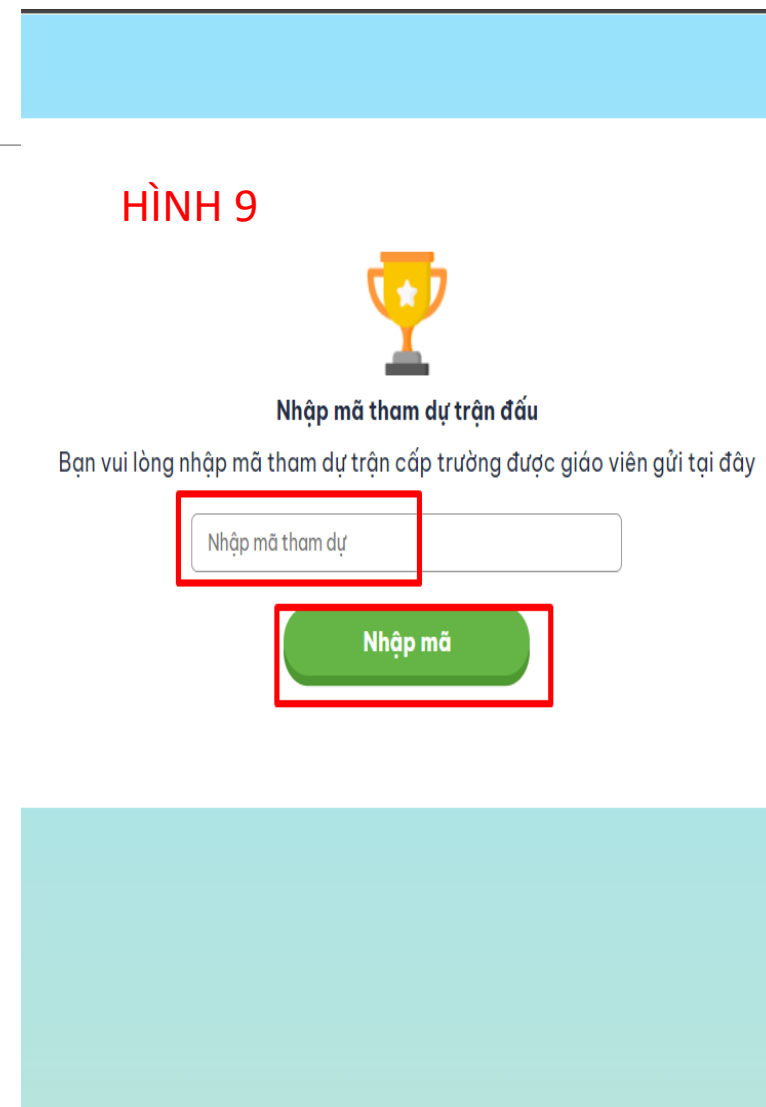 HÌNH 9
Nhập mã tham dự trận đấu
Bạn vui lòng nhập mã tham dự trận cấp trường được giáo viên gửi tại đây
Nhập mã tham dự
Nhập mã